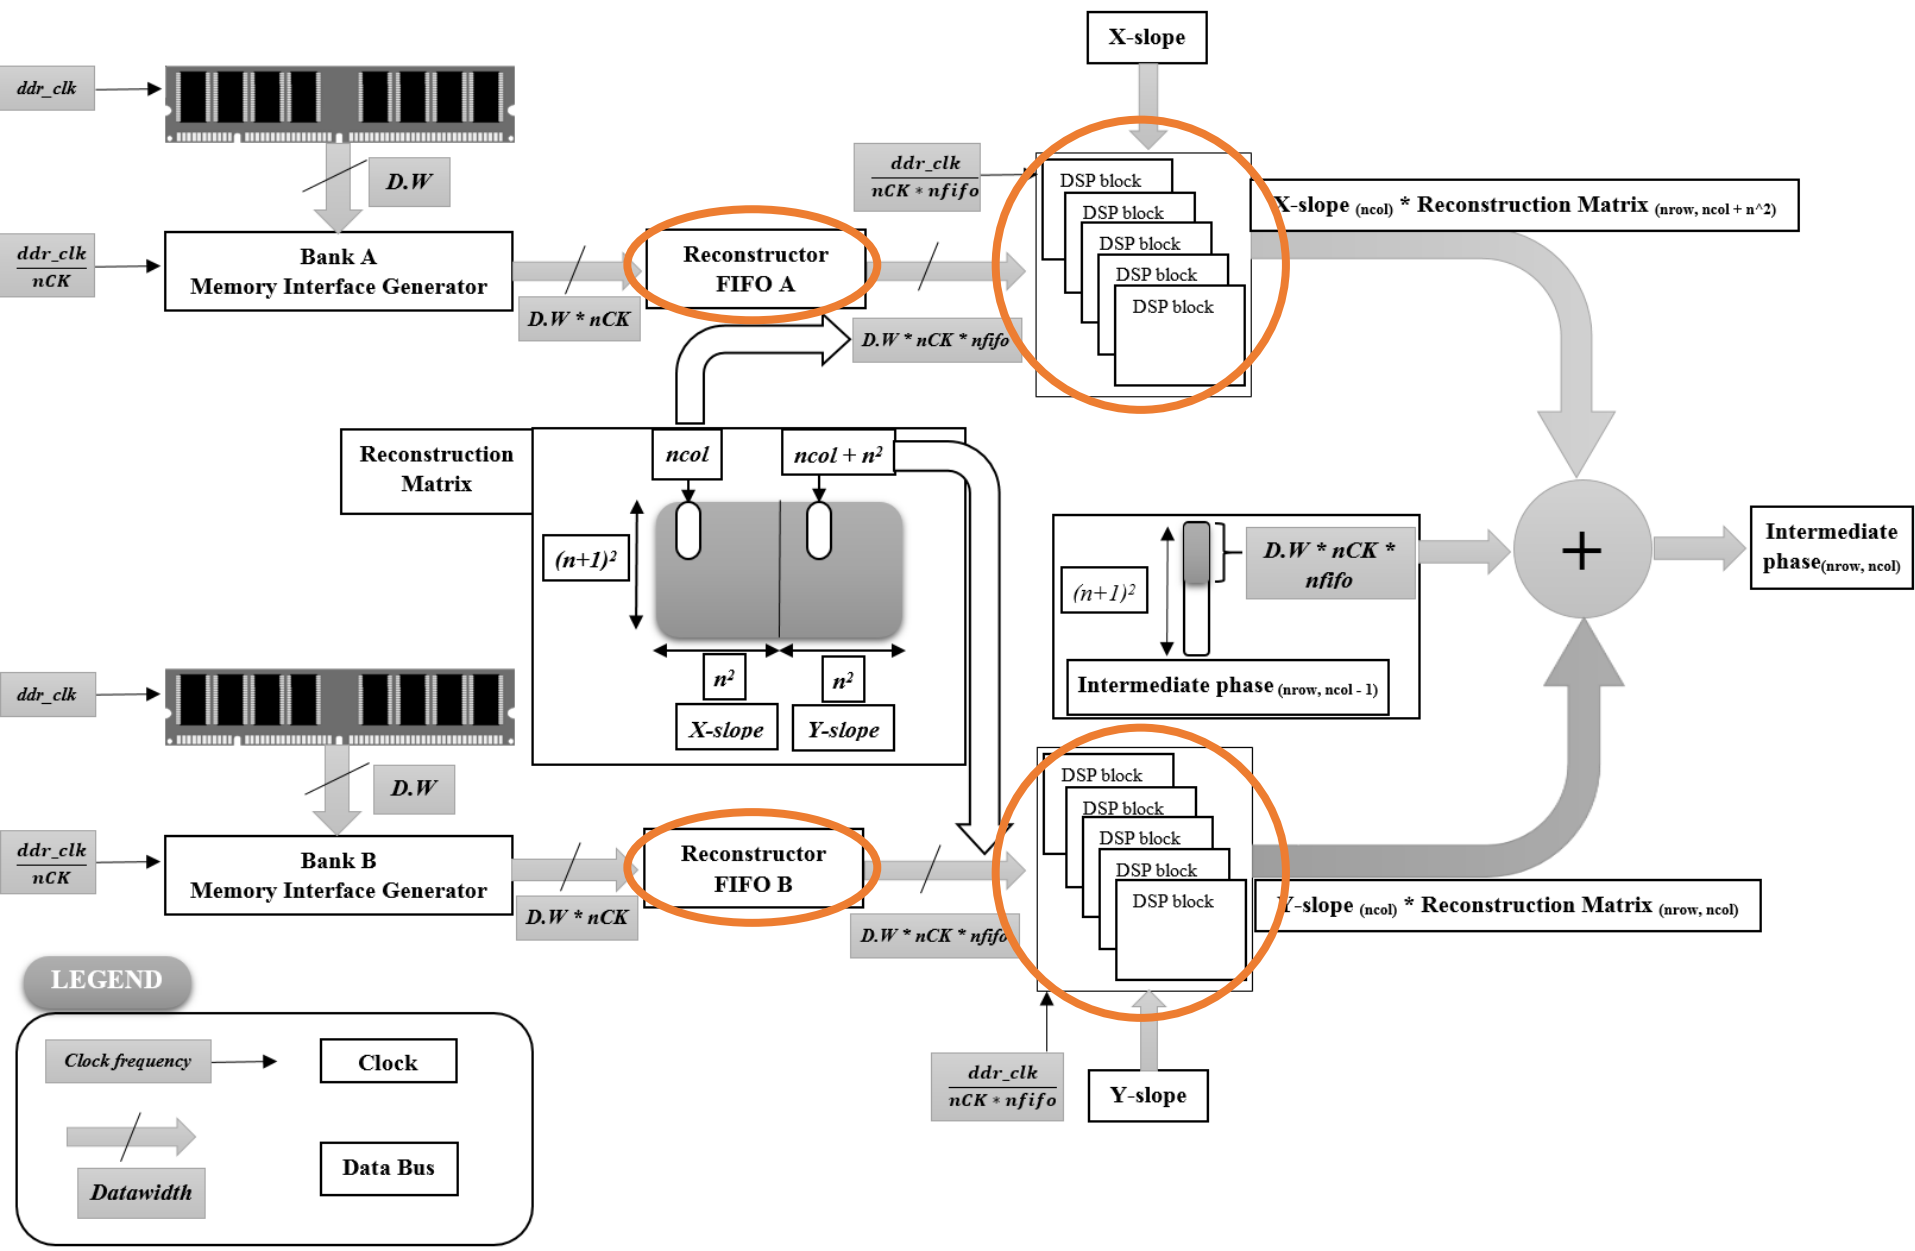 X-slope
ddr_clk
D.W
ddr_clk
nCK * nfifo
DSP block
DSP block
DSP block
DSP block
DSP block
X-slope (ncol) * Reconstruction Matrix (nrow, ncol + n^2)
ddr_clk
nCK
Bank A
Memory Interface Generator
D.W * nCK
Reconstructor
FIFO A
D.W * nCK * nfifo
Reconstruction
Matrix
ncol
ncol + n²
(n+1)²
n²
n²
X-slope
Y-slope
(n+1)²
D.W * nCK *
nfifo
Intermediate phase (nrow, ncol - 1)
+
Intermediate
phase(nrow, ncol)
ddr_clk
D.W
ddr_clk
nCK
Bank B
Memory Interface Generator
D.W * nCK
Reconstructor
FIFO B
D.W * nCK * nfifo
DSP block
DSP block
DSP block
DSP block
DSP block
Y-slope (ncol) * Reconstruction Matrix (nrow, ncol)
ddr_clk
nCK * nfifo
Y-slope
LEGEND
Clock frequency
Clock
Datawidth
Data Bus